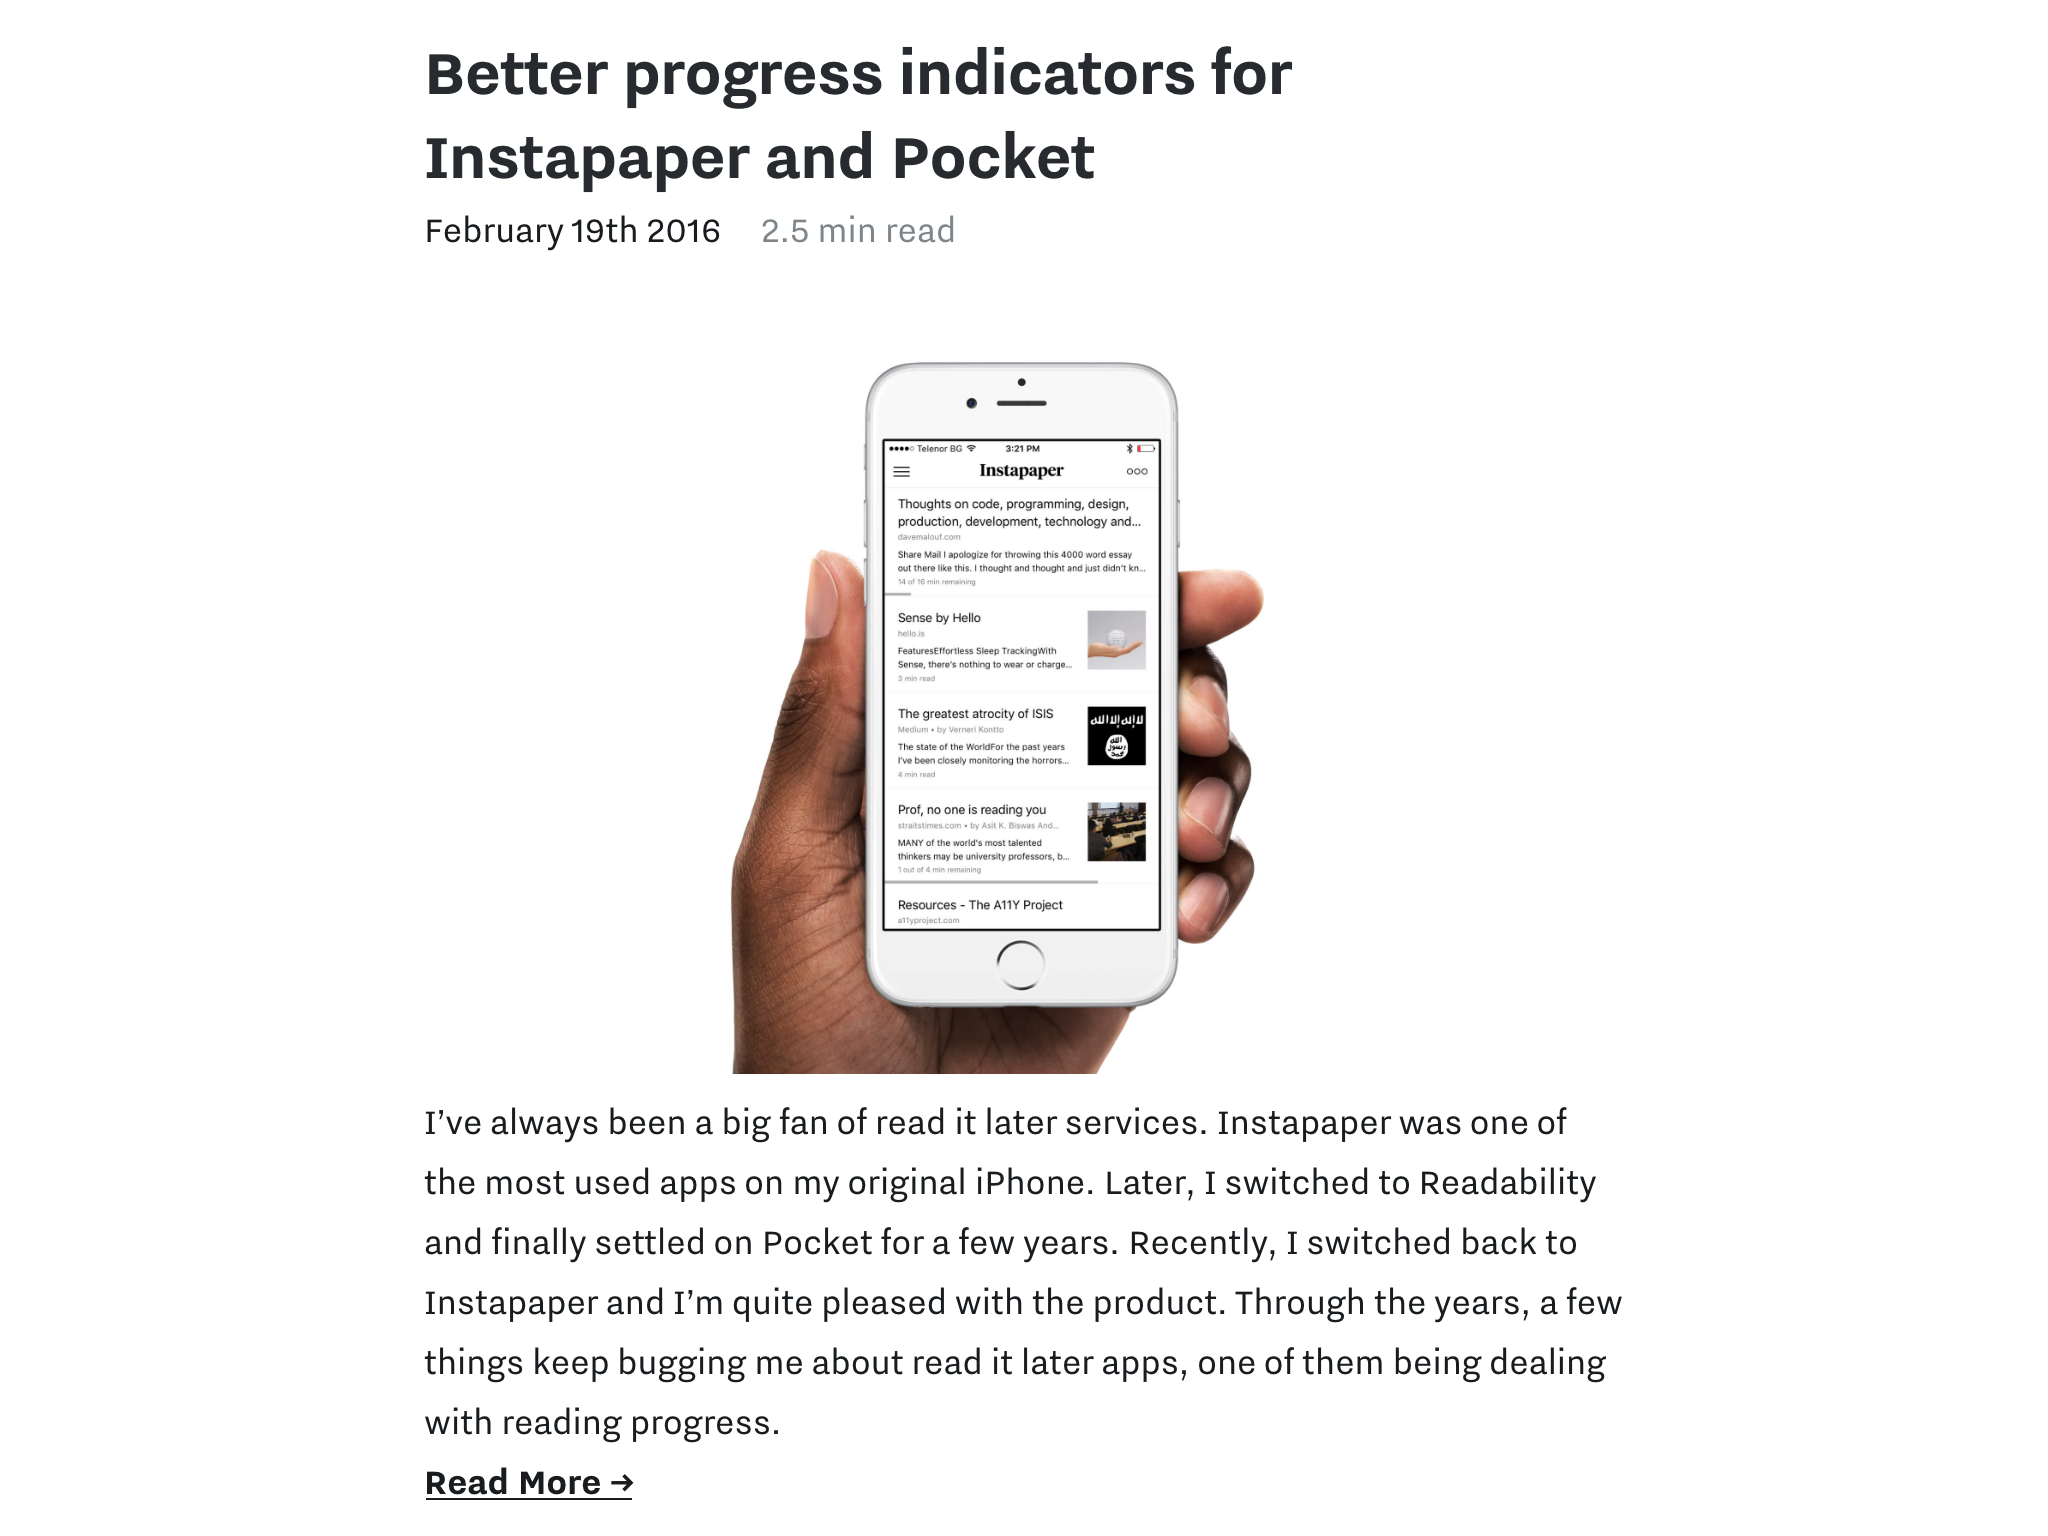 Better progress indicators for
Instapaper and Pocket
February 19th 2016 2.5 min read
Telenor BG 3:21 PM
Instapaper
Thoughts on code, programming, design,
production, development, technology and...
davemalouf.com
Share Mail I apologize for throwing this 4000 word essay
out there like this. I thought and thought and just didn't kn...
14 of 16 min remaining
Sense by Hello
hello.is
FeaturesEffortless Sleep TrackingWith
Sense, there's nothing to wear or charge...
3 min read
The greatest atrocity of ISIS
Medium • by Verneri Kontto
The state of the WorldFor the past years
I've been closely monitoring the horrors...
4 min read
لا إله إلا الله
الله
رسول
محمد
Prof, no one is reading you
straitstimes.com • by Asit K. Biswas And...
MANY of the world's most talented
thinkers may be university professors, b...
1 out of 4 min remaining
Resources - The A11Y Project
a11yproject.com
I’ve always been a big fan of read it later services. Instapaper was one of
the most used apps on my original iPhone. Later, I switched to Readability
and finally settled on Pocket for a few years. Recently, I switched back to
Instapaper and I’m quite pleased with the product. Through the years, a few
things keep bugging me about read it later apps, one of them being dealing
with reading progress.
Read More →